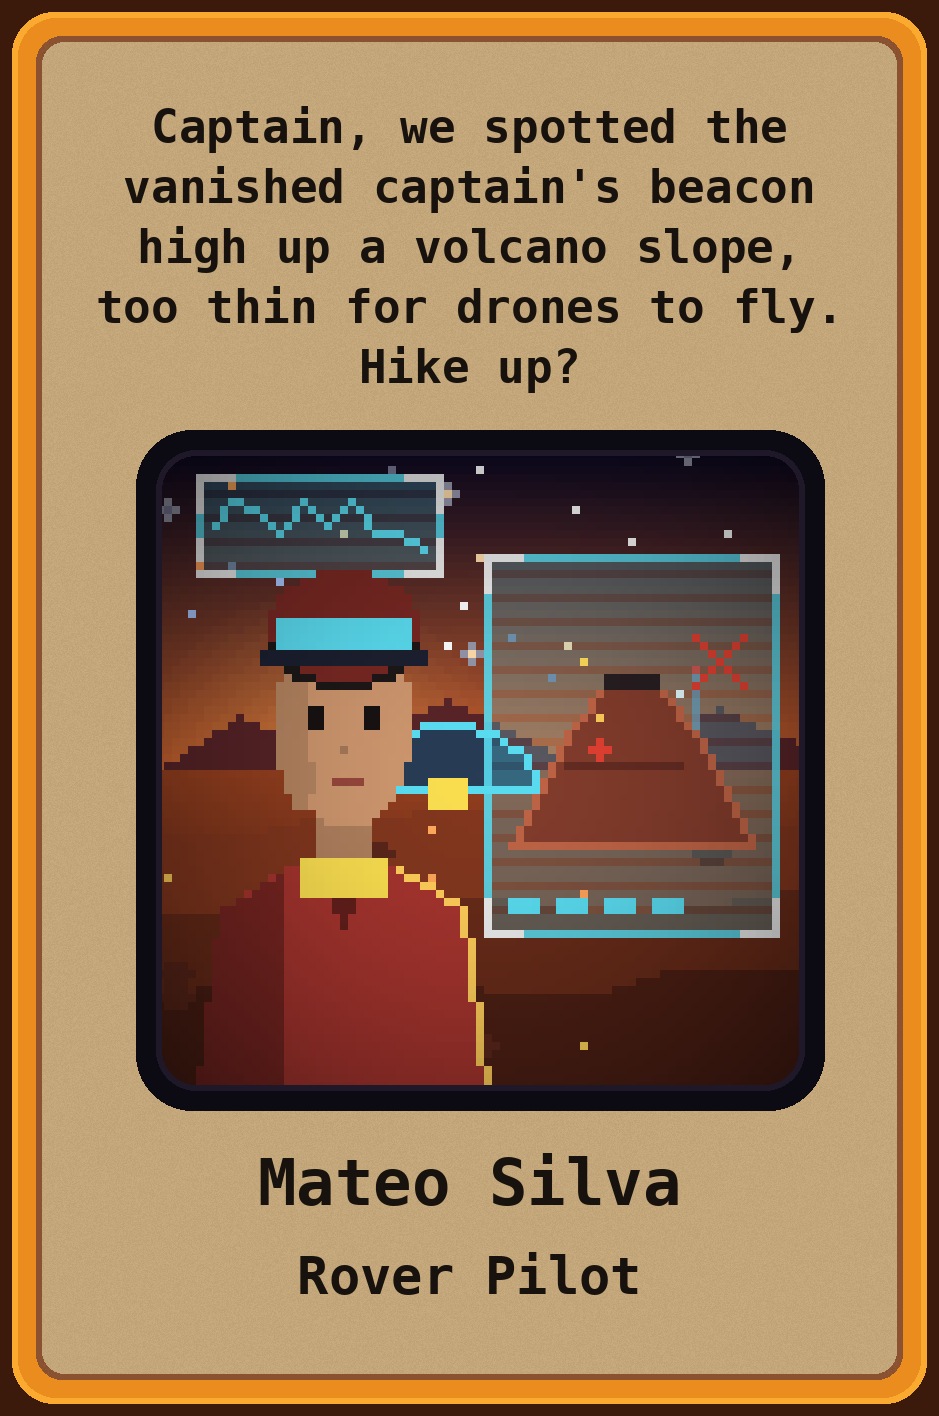 Captain, we spotted the
vanished captain's beacon
high up a volcano slope,
too thin for drones to fly.
Hike up?
Mateo Silva
Rover Pilot